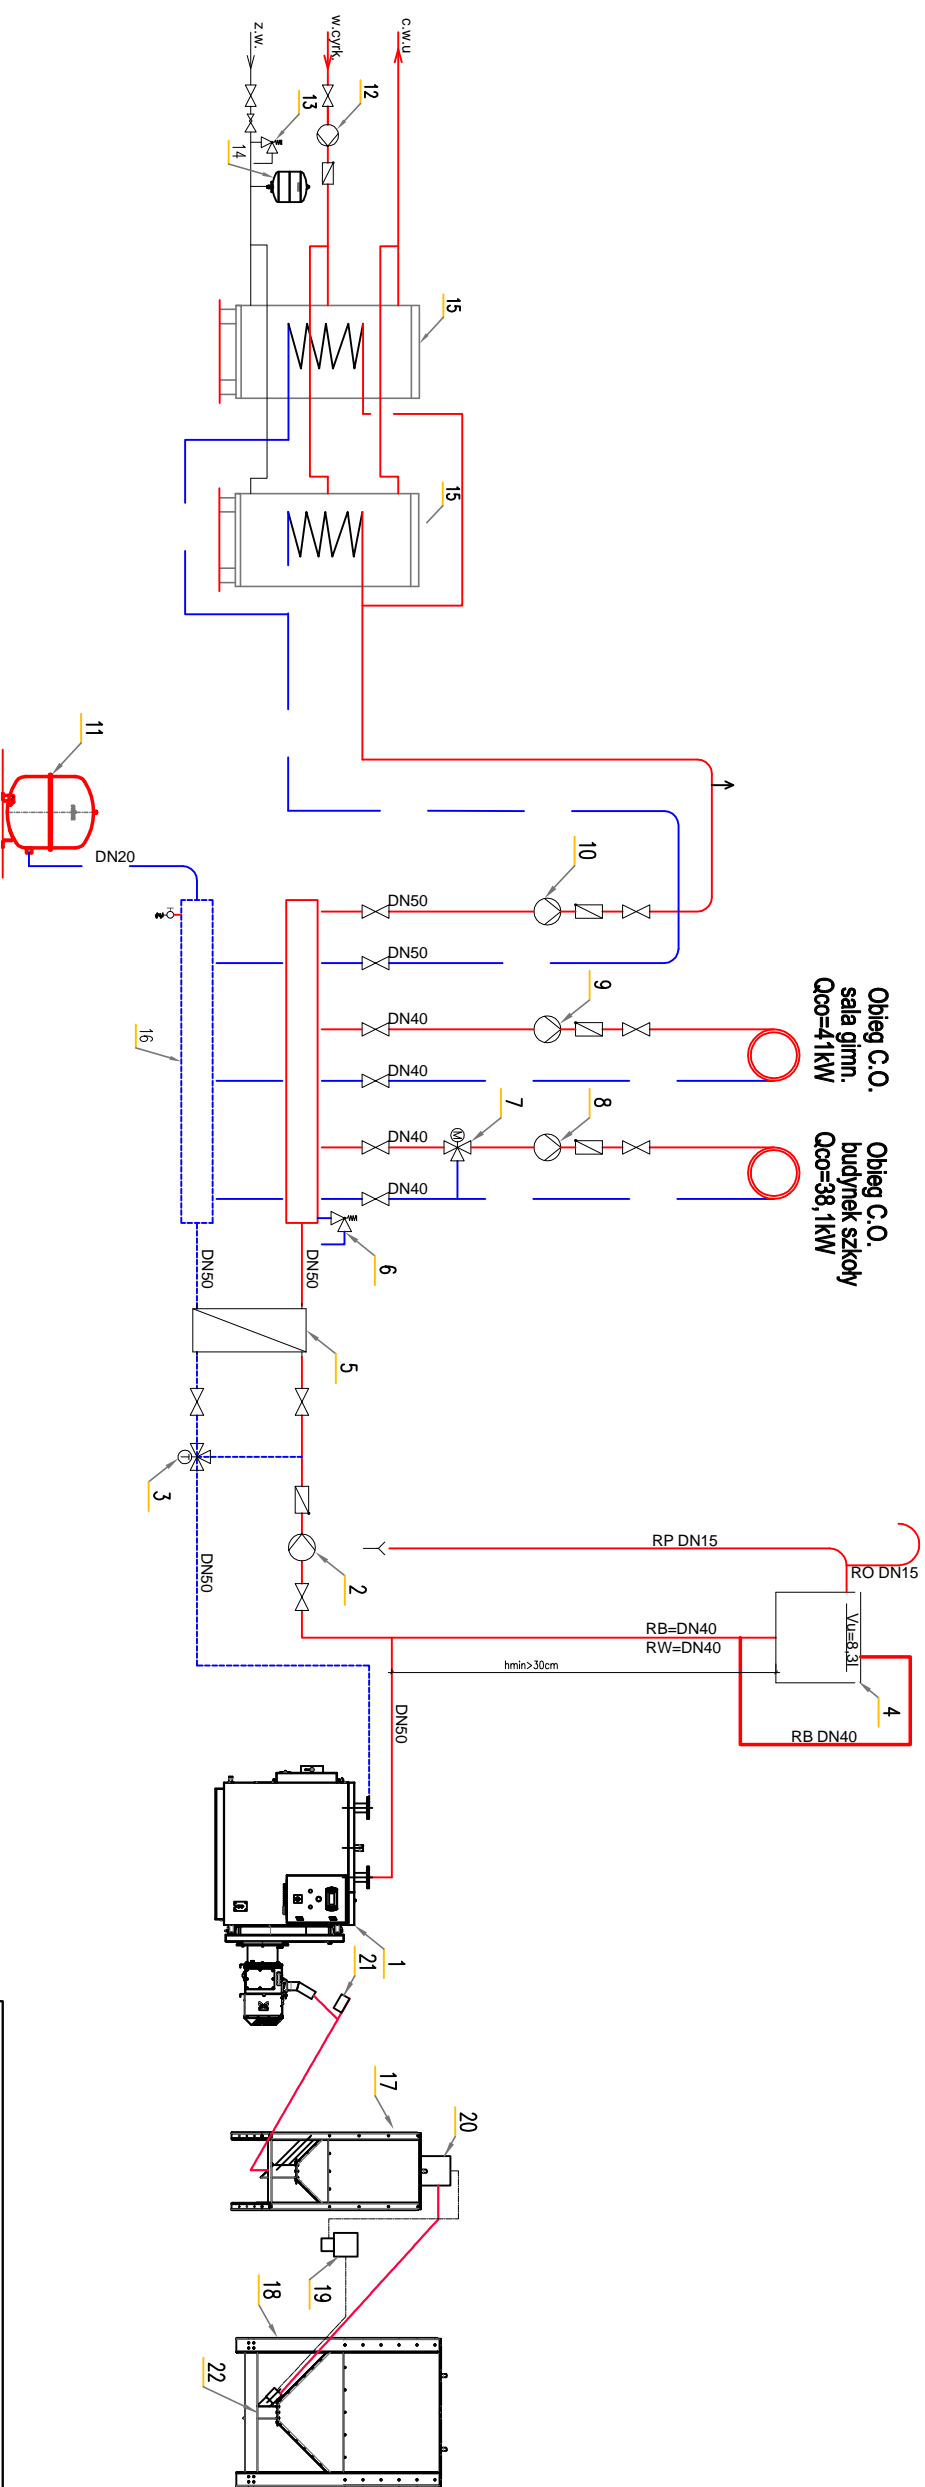 z.w.
w.cyrk.
c.w.u
12
13
14
15
15
11
DN20
10
DN50
DN50
Obieg C.O.
sala gimn.
Qco=41kW
9
DN40
DN40
Obieg C.O.
budynek szkoły
Qco=38,1kW
8
7
M
DN40
DN40
16
6
DN50
DN50
5
T
3
DN50
2
RP DN15
RO DN15
Vu=8,3l
4
RB=DN40
RW=DN40
hmin>30cm
RB DN40
DN50
1
21
17
20
19
18
22